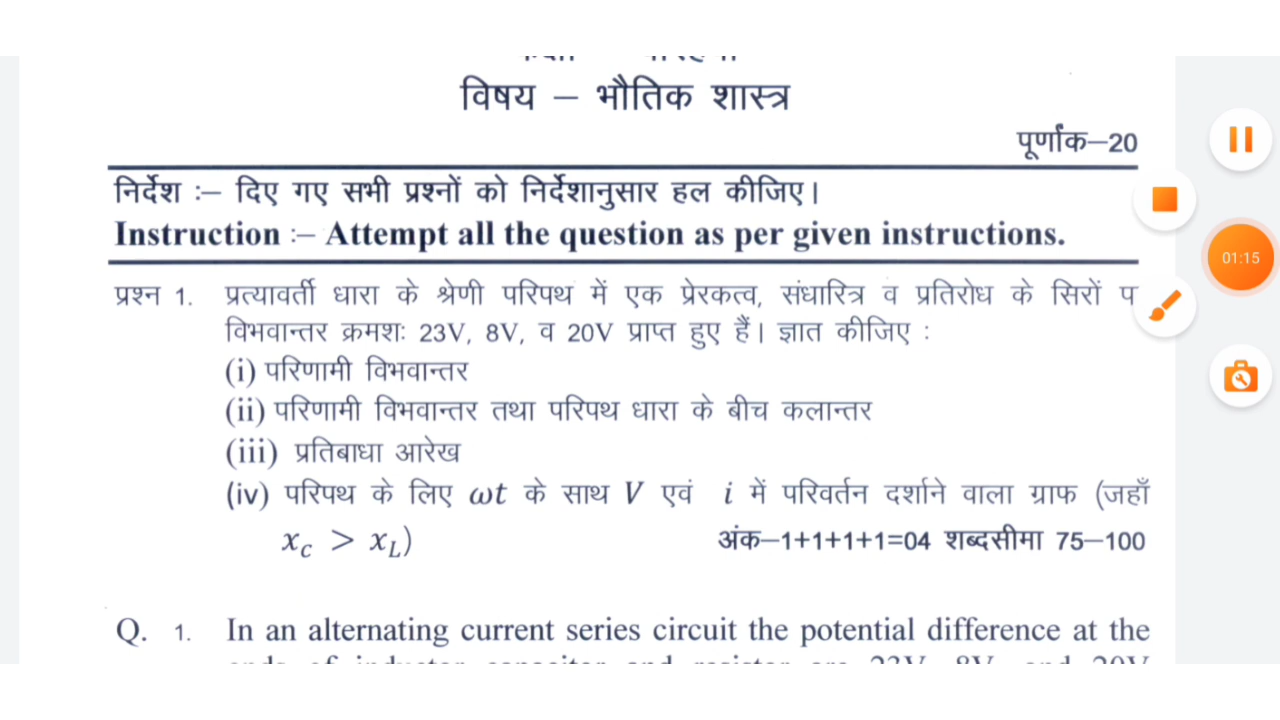 विषय – भौतिक शास्त्र
पूर्णांक–20
निर्देश :– दिए गए सभी प्रश्नों को निर्देशानुसार हल कीजिए।
Instruction :– Attempt all the question as per given instructions.
प्रश्न 1. प्रत्यावर्ती धारा के श्रेणी परिपथ में एक प्रेरकत्व, संधारित्र व प्रतिरोध के सिरों प
विभवान्तर क्रमशः 23V, 8V, व 20V प्राप्त हुए हैं। ज्ञात कीजिए :
(i) परिणामी विभवान्तर
(ii) परिणामी विभवान्तर तथा परिपथ धारा के बीच कलान्तर
(iii) प्रतिबाधा आरेख
(iv) परिपथ के लिए ωt के साथ V एवं i में परिवर्तन दर्शाने वाला ग्राफ (जहाँ
x_C > x_L) अंक–1+1+1+1=04 शब्दसीमा 75–100
Q. 1. In an alternating current series circuit the potential difference at the
01:15